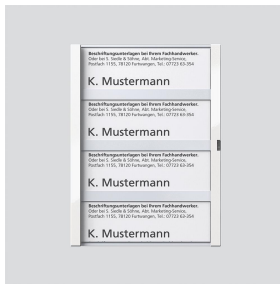 Beschriftungsunterlagen bei Ihrem Fachhandwerker.
Oder bei S. Siedle & Söhne, Abt. Marketing-Service,
Postfach 1155, 78120 Furtwangen, Tel.: 07723 63-354
K. Mustermann
Beschriftungsunterlagen bei Ihrem Fachhandwerker.
Oder bei S. Siedle & Söhne, Abt. Marketing-Service,
Postfach 1155, 78120 Furtwangen, Tel.: 07723 63-354
K. Mustermann
Beschriftungsunterlagen bei Ihrem Fachhandwerker.
Oder bei S. Siedle & Söhne, Abt. Marketing-Service,
Postfach 1155, 78120 Furtwangen, Tel.: 07723 63-354
K. Mustermann
Beschriftungsunterlagen bei Ihrem Fachhandwerker.
Oder bei S. Siedle & Söhne, Abt. Marketing-Service,
Postfach 1155, 78120 Furtwangen, Tel.: 07723 63-354
K. Mustermann